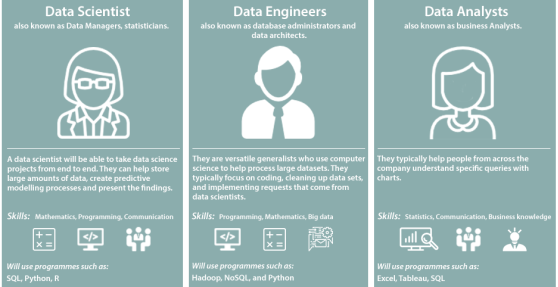 Data Scientist
also known as Data Managers, statisticians.
A data scientist will be able to take data science
projects from end to end. They can help store
large amounts of data, create predictive
modelling processes and present the findings.
Skills: Mathematics, Programming, Communication
Will use programmes such as:
SQL, Python, R
Data Engineers
also known as database administrators and
data architects.
They are versatile generalists who use computer
science to help process large datasets. They
typically focus on coding, cleaning up data sets,
and implementing requests that come from
data scientists.
Skills: Programming, Mathematics, Big data
Will use programmes such as:
Hadoop, NoSQL, and Python
Data Analysts
also known as business Analysts.
They typically help people from across the
company understand specific queries with
charts.
Skills: Statistics, Communication, Business knowledge
Will use programmes such as:
Excel, Tableau, SQL